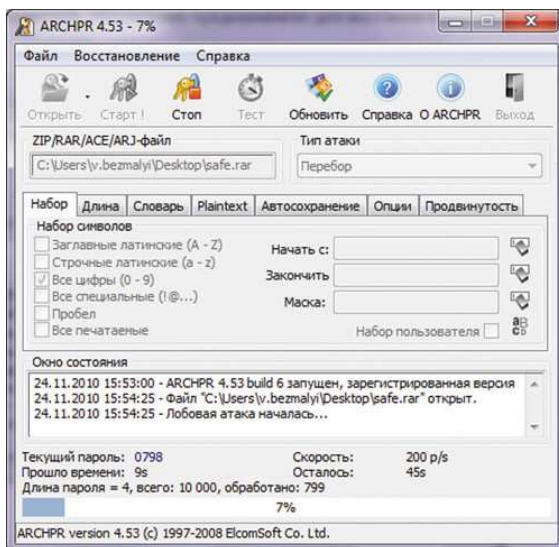 ARCHPR 4.53 - 7%
Файл Восстановление Справка
Открыть Старт! Стоп Тест Обновить Справка О ARCHPR Выход
ZIP/RAR/ACE/ARJ-файл Тип атаки
C:\Users\v.bezmalyi\Desktop\safe.rar Перебор
Набор Длина Словарь Plaintext Автосохранение Опции Продвинутость
Набор символов
Заглавные латинские (A - Z)
Строчные латинские (a - z)
Все цифры (0 - 9)
Все специальные (!@...)
Пробел
Все печатаемые
Начать с:
Закончить
Маска:
Набор пользователя
Окно состояния
24.11.2010 15:53:00 - ARCHPR 4.53 build 6 запущен, зарегистрированная версия
24.11.2010 15:54:25 - Файл "C:\Users\v.bezmalyi\Desktop\safe.rar" открыт.
24.11.2010 15:54:25 - Лобовая атака началась...
Текущий пароль: 0798 Скорость: 200 p/s
Прошло времени: 9s Осталось: 45s
Длина пароля = 4, всего: 10 000, обработано: 799
7%
ARCHPR version 4.53 (c) 1997-2008 ElcomSoft Co. Ltd.